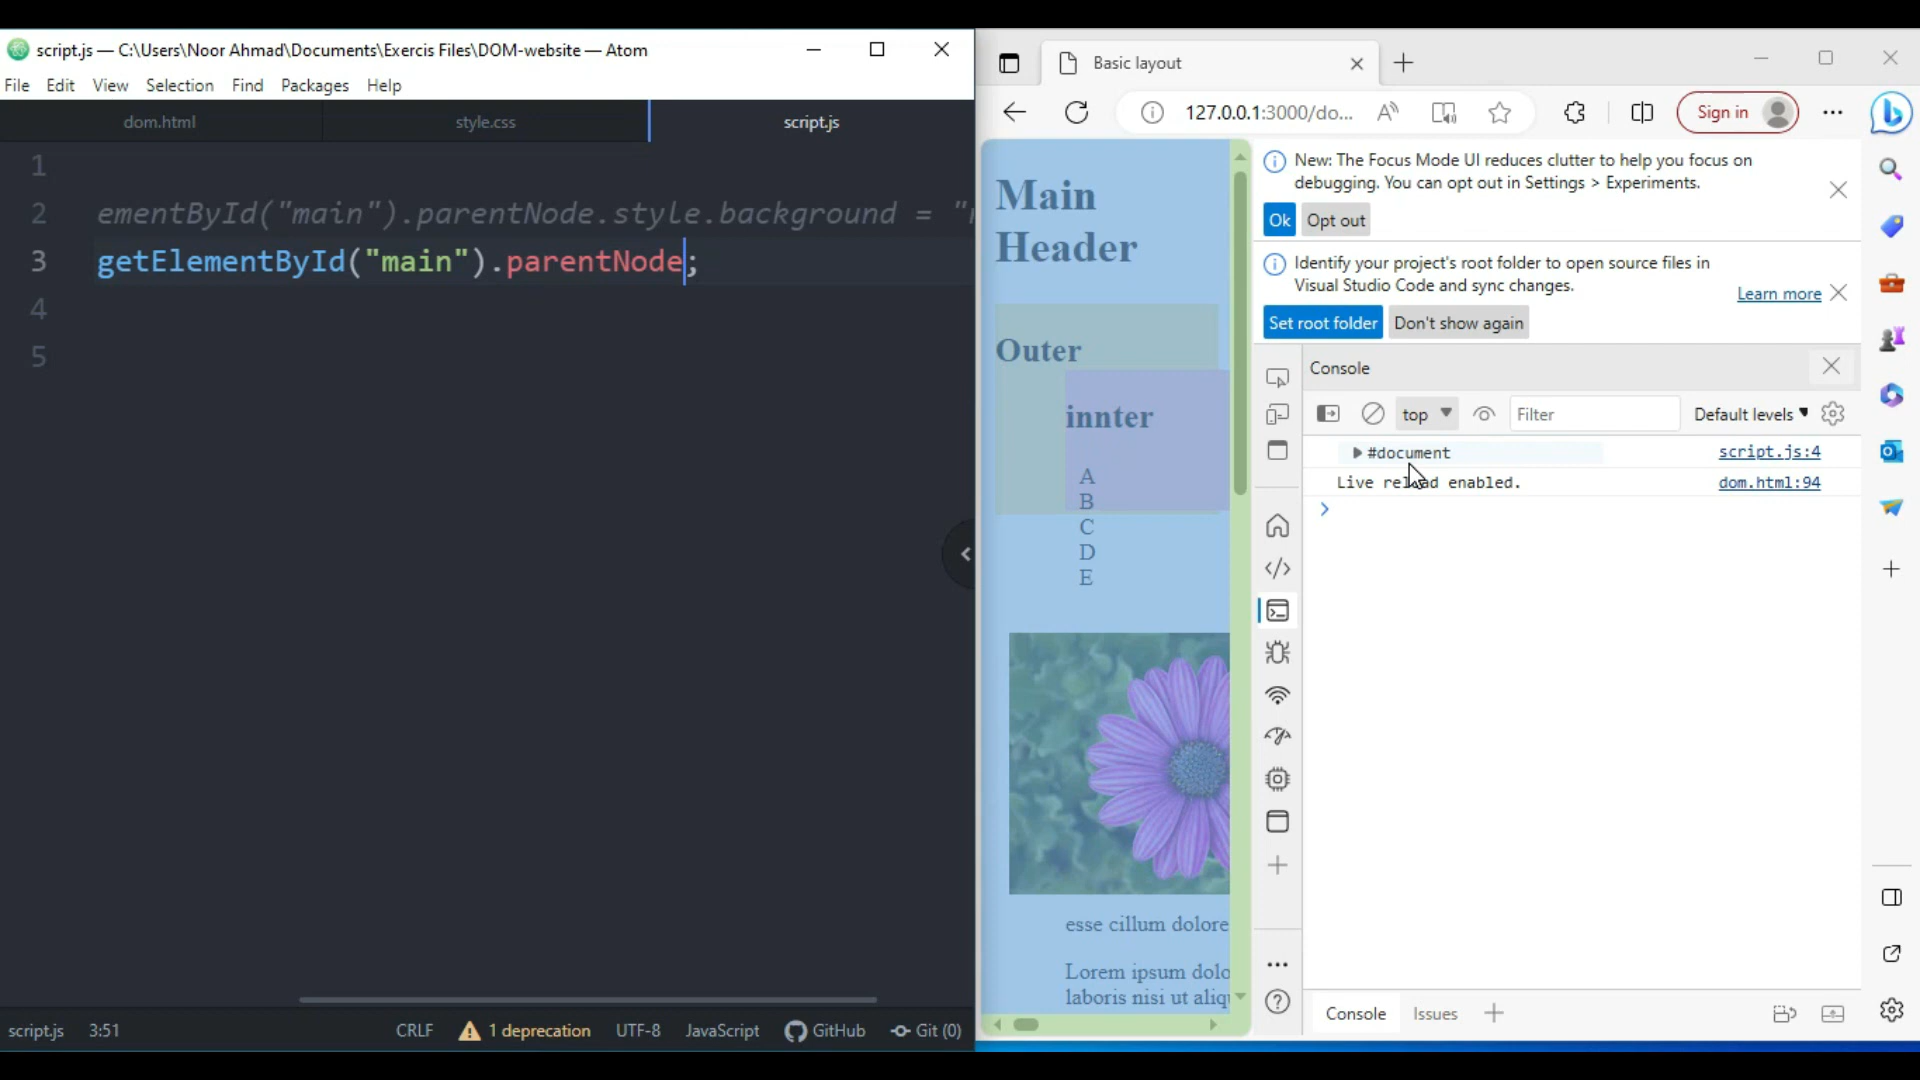 script.js — C:\Users\Noor Ahmad\Documents\Exercis Files\DOM-website — Atom
File Edit View Selection Find Packages Help
dom.html style.css script.js
1
2 ementById("main").parentNode.style.background = "
3 getElementById("main").parentNode;
4
5
script.js 3:51 CRLF 1 deprecation UTF-8 JavaScript GitHub Git (0)
Basic layout
127.0.0.1:3000/do...
Sign in
Main
Header
Outer
innter
A
B
C
D
E
esse cillum dolore
Lorem ipsum dolo
laboris nisi ut aliq
New: The Focus Mode UI reduces clutter to help you focus on
debugging. You can opt out in Settings > Experiments.
Ok Opt out
Identify your project's root folder to open source files in
Visual Studio Code and sync changes.
Learn more
Set root folder Don't show again
Console
top Filter Default levels
#document script.js:4
Live reload enabled. dom.html:94
Console Issues